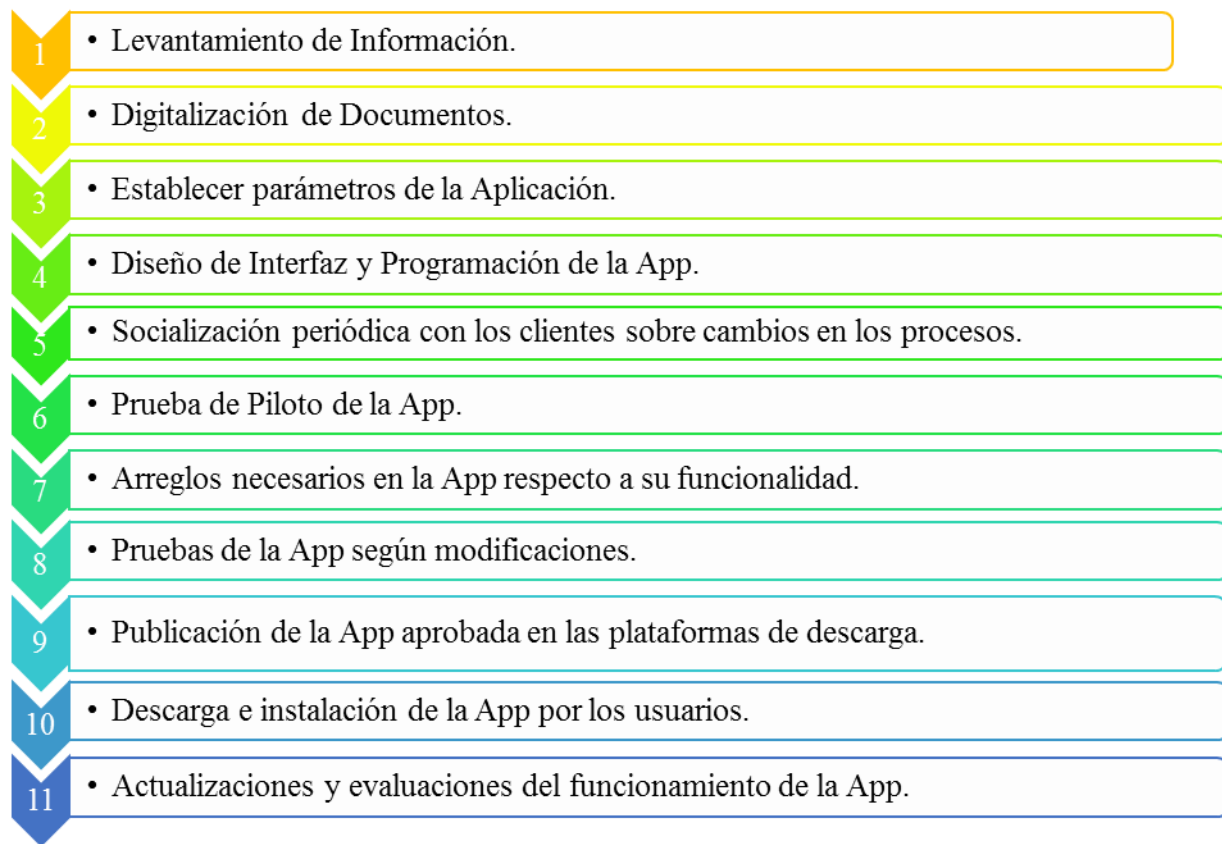 1 • Levantamiento de Información.
2 • Digitalización de Documentos.
3 • Establecer parámetros de la Aplicación.
4 • Diseño de Interfaz y Programación de la App.
5 • Socialización periódica con los clientes sobre cambios en los procesos.
6 • Prueba de Piloto de la App.
7 • Arreglos necesarios en la App respecto a su funcionalidad.
8 • Pruebas de la App según modificaciones.
9 • Publicación de la App aprobada en las plataformas de descarga.
10 • Descarga e instalación de la App por los usuarios.
11 • Actualizaciones y evaluaciones del funcionamiento de la App.